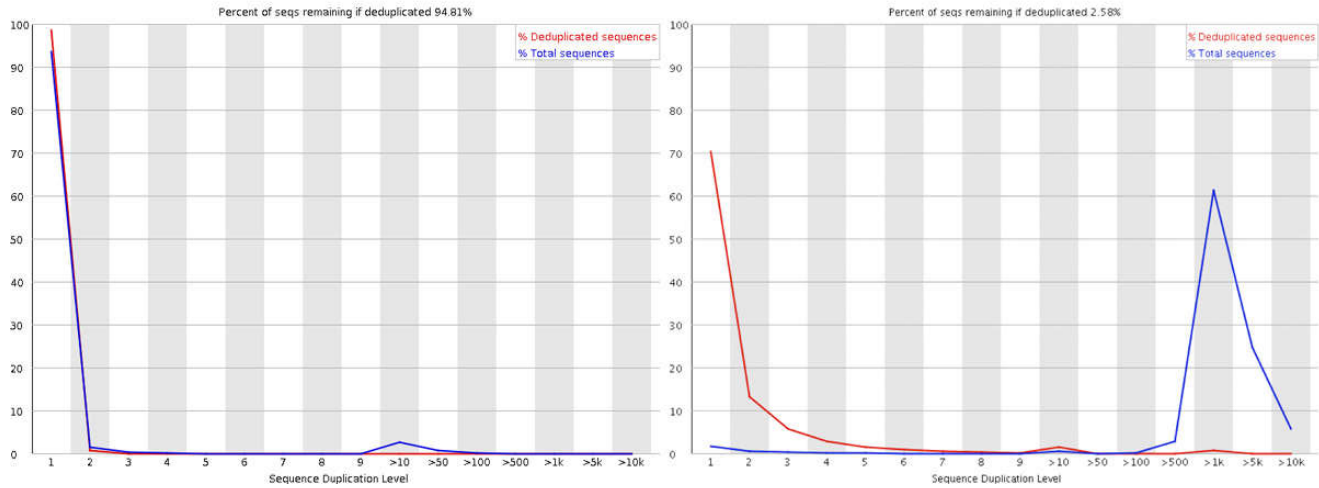 Percent of seqs remaining if deduplicated 94.81%
% Deduplicated sequences
% Total sequences
100
90
80
70
60
50
40
30
20
10
0
1 2 3 4 5 6 7 8 9 >10 >50 >100 >500 >1k >5k >10k
Sequence Duplication Level
Percent of seqs remaining if deduplicated 2.58%
% Deduplicated sequences
% Total sequences
100
90
80
70
60
50
40
30
20
10
0
1 2 3 4 5 6 7 8 9 >10 >50 >100 >500 >1k >5k >10k
Sequence Duplication Level